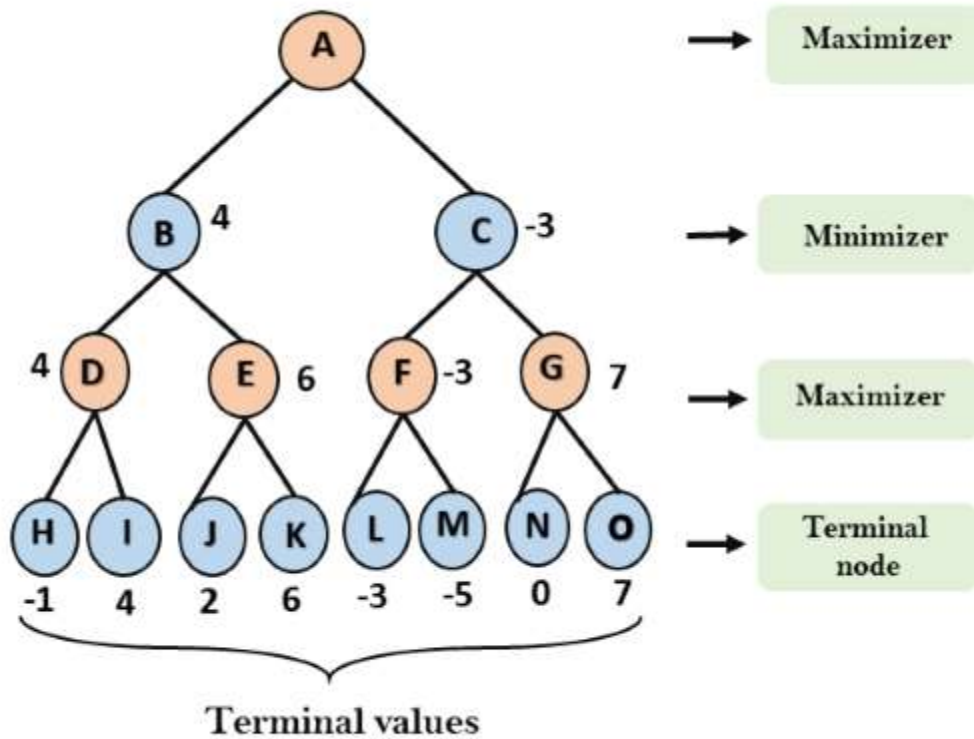 A
Maximizer
B 4 C -3
Minimizer
4 D E 6 F -3 G 7
Maximizer
H I J K L M N O
Terminal
node
-1 4 2 6 -3 -5 0 7
Terminal values